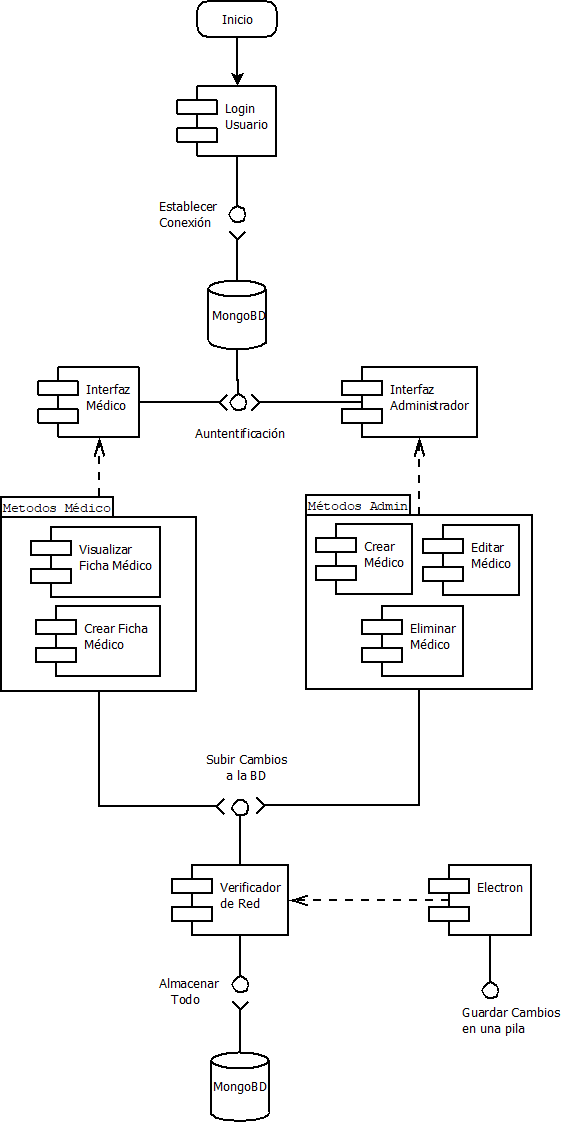 Inicio
Login
Usuario
Establecer
Conexión
MongoBD
Interfaz
Médico
Interfaz
Administrador
Auntentificación
Metodos Médico
Métodos Admin
Visualizar
Ficha Médico
Crear Ficha
Médico
Crear
Médico
Editar
Médico
Eliminar
Médico
Subir Cambios
a la BD
Verificador
de Red
Electron
Almacenar
Todo
Guardar Cambios
en una pila
MongoBD